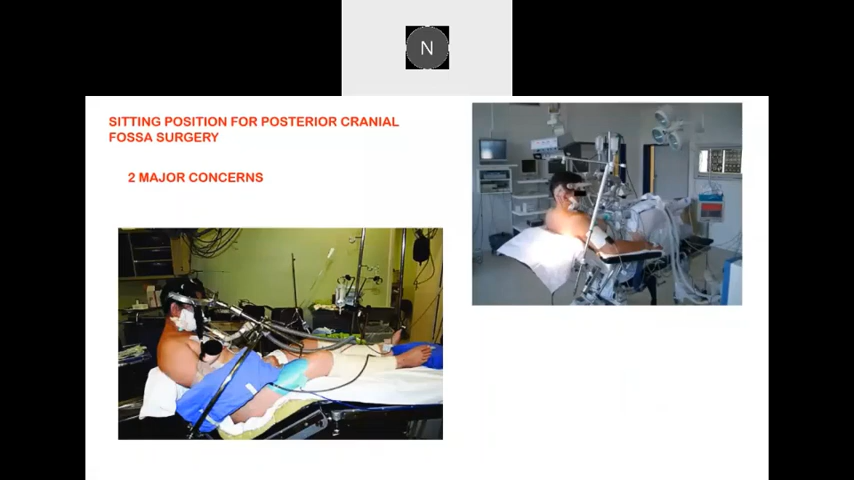 N
SITTING POSITION FOR POSTERIOR CRANIAL
FOSSA SURGERY
2 MAJOR CONCERNS